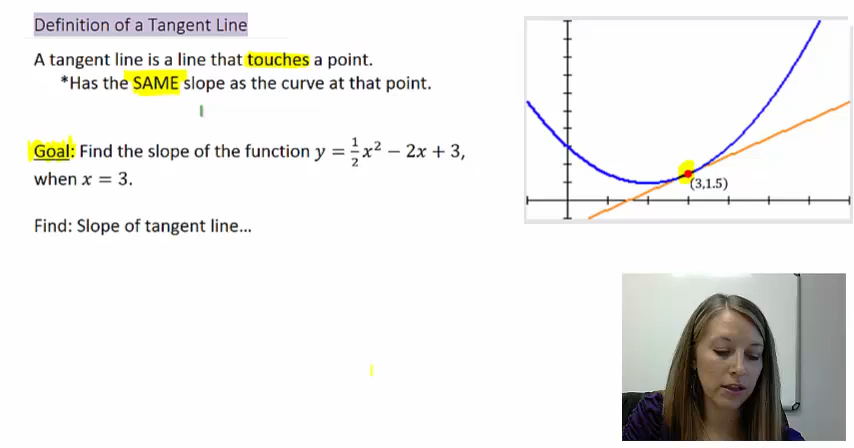 Definition of a Tangent Line
A tangent line is a line that touches a point.
*Has the SAME slope as the curve at that point.
Goal: Find the slope of the function y = ½x² − 2x + 3,
when x = 3.
Find: Slope of tangent line...
(3,1.5)